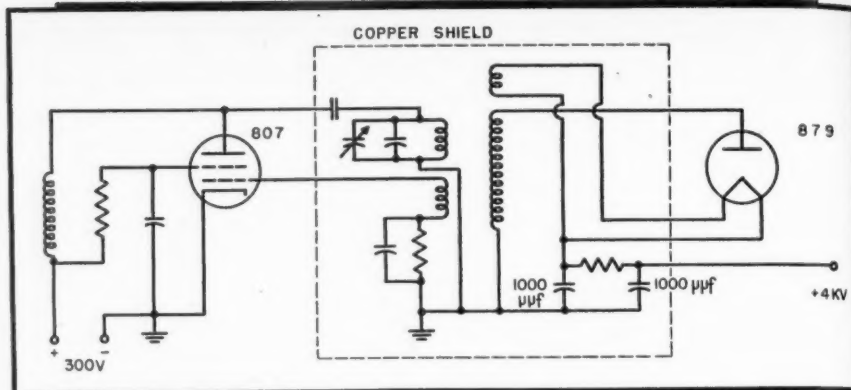 COPPER SHIELD
807
879
1000
μμf
1000 μμf
+4KV
+ -
300V